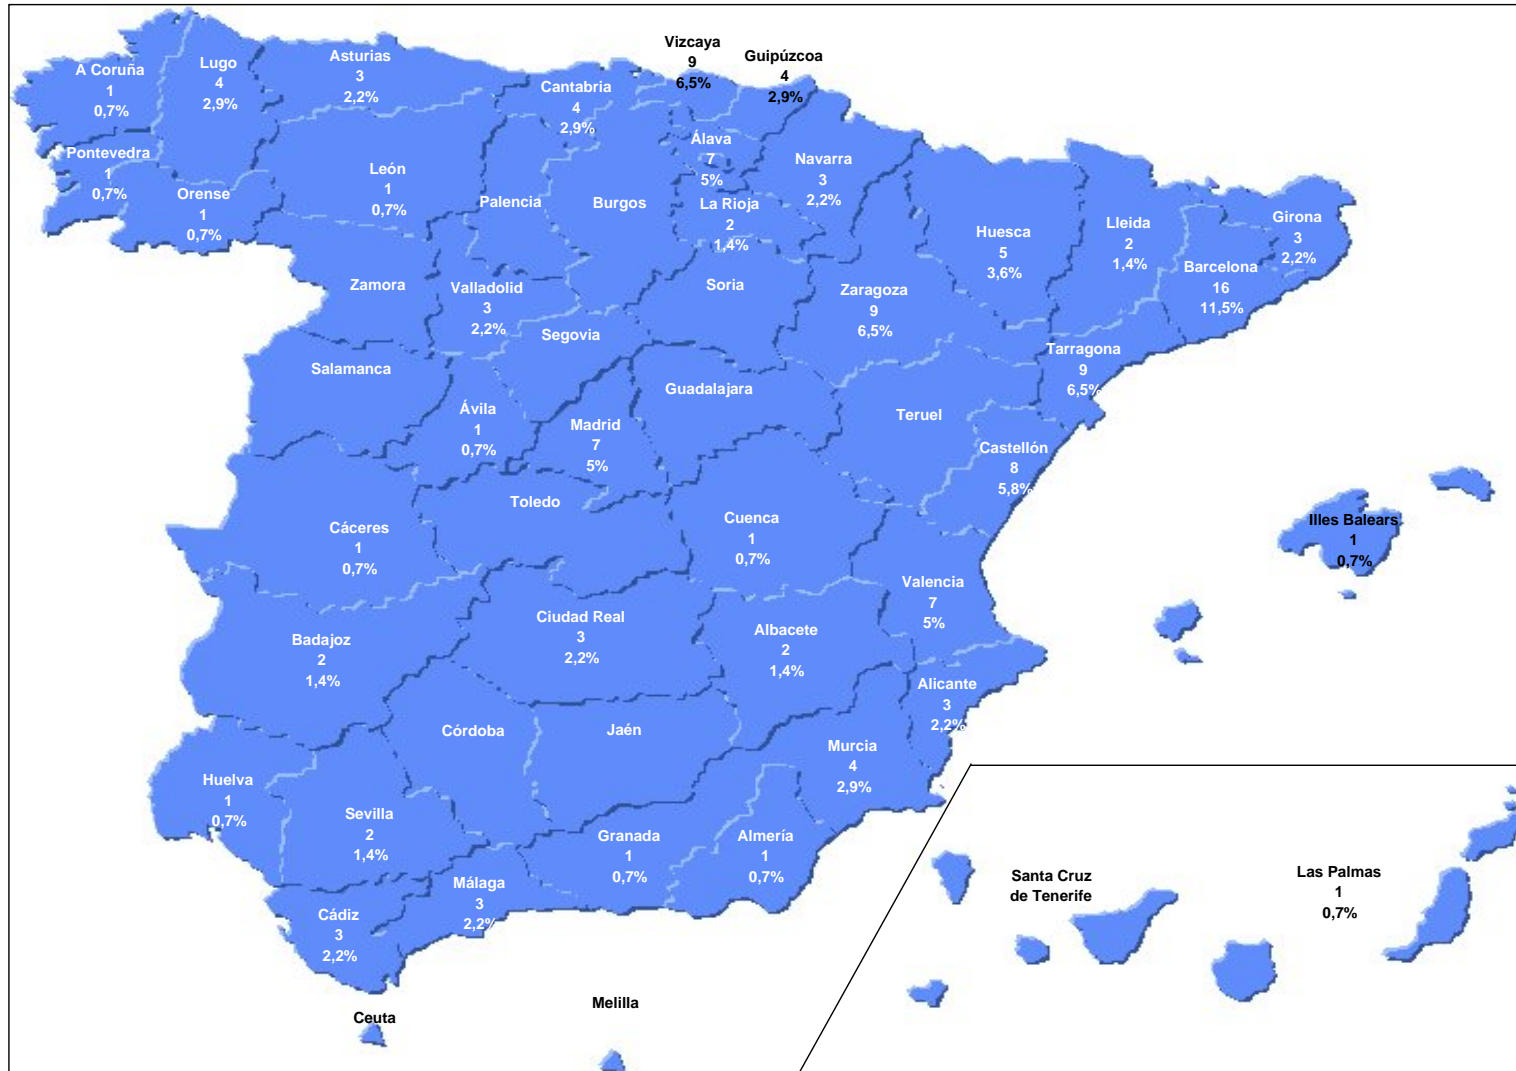 A Coruña
1
0,7%
Lugo
4
2,9%
Asturias
3
2,2%
Cantabria
4
2,9%
Vizcaya
9
6,5%
Guipúzcoa
4
2,9%
Álava
7
5%
Navarra
3
2,2%
Pontevedra
1
0,7%
Orense
1
0,7%
León
1
0,7%
Palencia
Burgos
La Rioja
2
1,4%
Huesca
5
3,6%
Lleida
2
1,4%
Girona
3
2,2%
Barcelona
16
11,5%
Zamora
Valladolid
3
2,2%
Soria
Zaragoza
9
6,5%
Segovia
Tarragona
9
6,5%
Salamanca
Ávila
1
0,7%
Madrid
7
5%
Guadalajara
Teruel
Castellón
8
5,8%
Toledo
Cáceres
1
0,7%
Cuenca
1
0,7%
Illes Balears
1
0,7%
Valencia
7
5%
Badajoz
2
1,4%
Ciudad Real
3
2,2%
Albacete
2
1,4%
Alicante
3
2,2%
Córdoba
Jaén
Murcia
4
2,9%
Huelva
1
0,7%
Sevilla
2
1,4%
Granada
1
0,7%
Almería
1
0,7%
Málaga
3
2,2%
Cádiz
3
2,2%
Santa Cruz
de Tenerife
Las Palmas
1
0,7%
Ceuta
Melilla